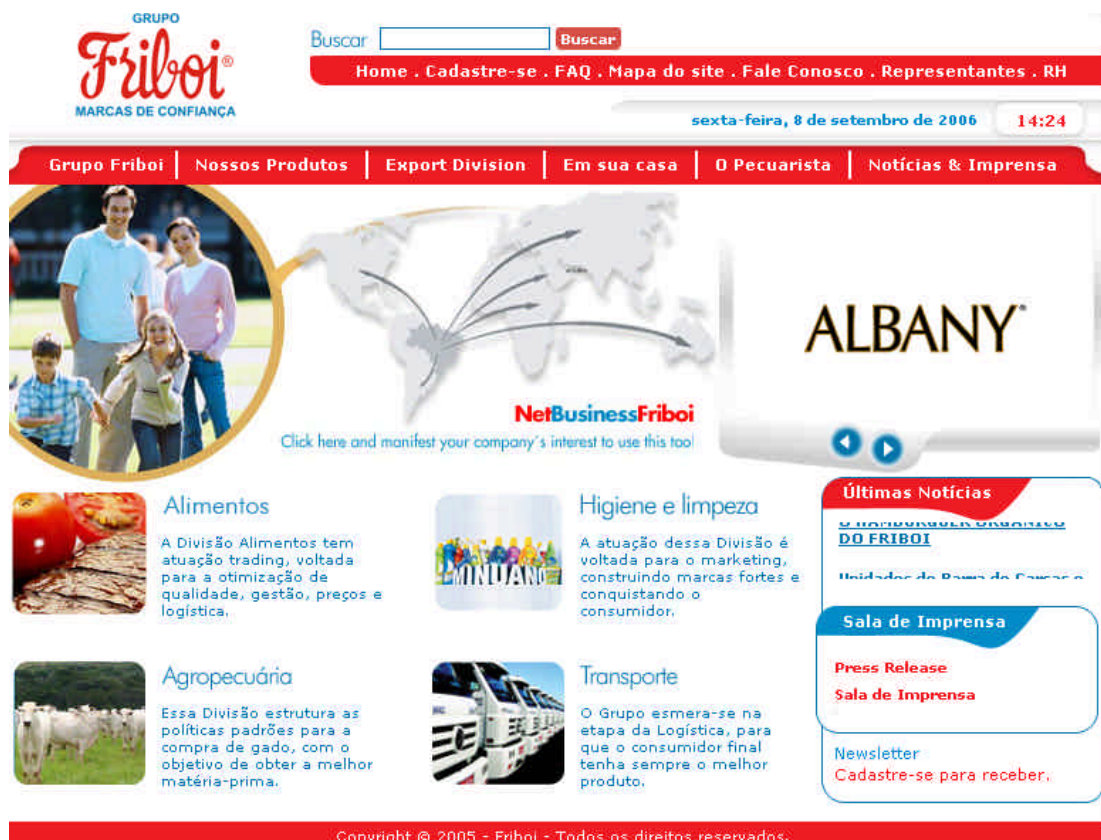 GRUPO
Friboi®
MARCAS DE CONFIANÇA
Buscar
Buscar
Home . Cadastre-se . FAQ . Mapa do site . Fale Conosco . Representantes . RH
sexta-feira, 8 de setembro de 2006
14:24
Grupo Friboi
Nossos Produtos
Export Division
Em sua casa
O Pecuarista
Notícias & Imprensa
NetBusinessFriboi
Click here and manifest your company´s interest to use this tool
ALBANY
Alimentos
A Divisão Alimentos tem
atuação trading, voltada
para a otimização de
qualidade, gestão, preços e
logística.
MINUANO
Higiene e limpeza
A atuação dessa Divisão é
voltada para o marketing,
construindo marcas fortes e
conquistando o
consumidor.
Últimas Notícias
O HAMBÚRGUER ORGÂNICO
DO FRIBOI
Sala de Imprensa
Press Release
Sala de Imprensa
Newsletter
Cadastre-se para receber.
Agropecuária
Essa Divisão estrutura as
políticas padrões para a
compra de gado, com o
objetivo de obter a melhor
matéria-prima.
Transporte
O Grupo esmera-se na
etapa da Logística, para
que o consumidor final
tenha sempre o melhor
produto.
Copyright © 2005 - Friboi - Todos os direitos reservados.